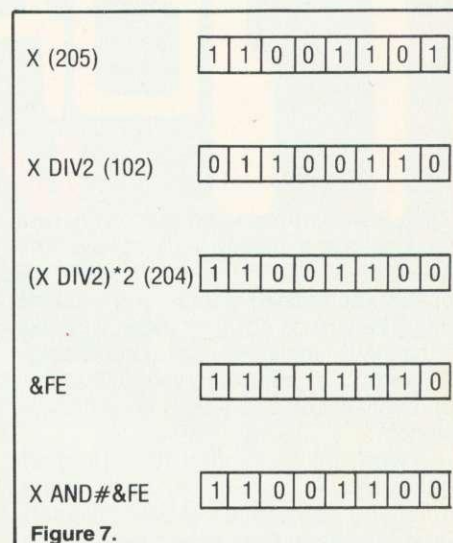 X (205) 1 1 0 0 1 1 0 1
X DIV2 (102) 0 1 1 0 0 1 1 0
(X DIV2)*2 (204) 1 1 0 0 1 1 0 0
&FE 1 1 1 1 1 1 1 0
X AND#&FE 1 1 0 0 1 1 0 0
Figure 7.